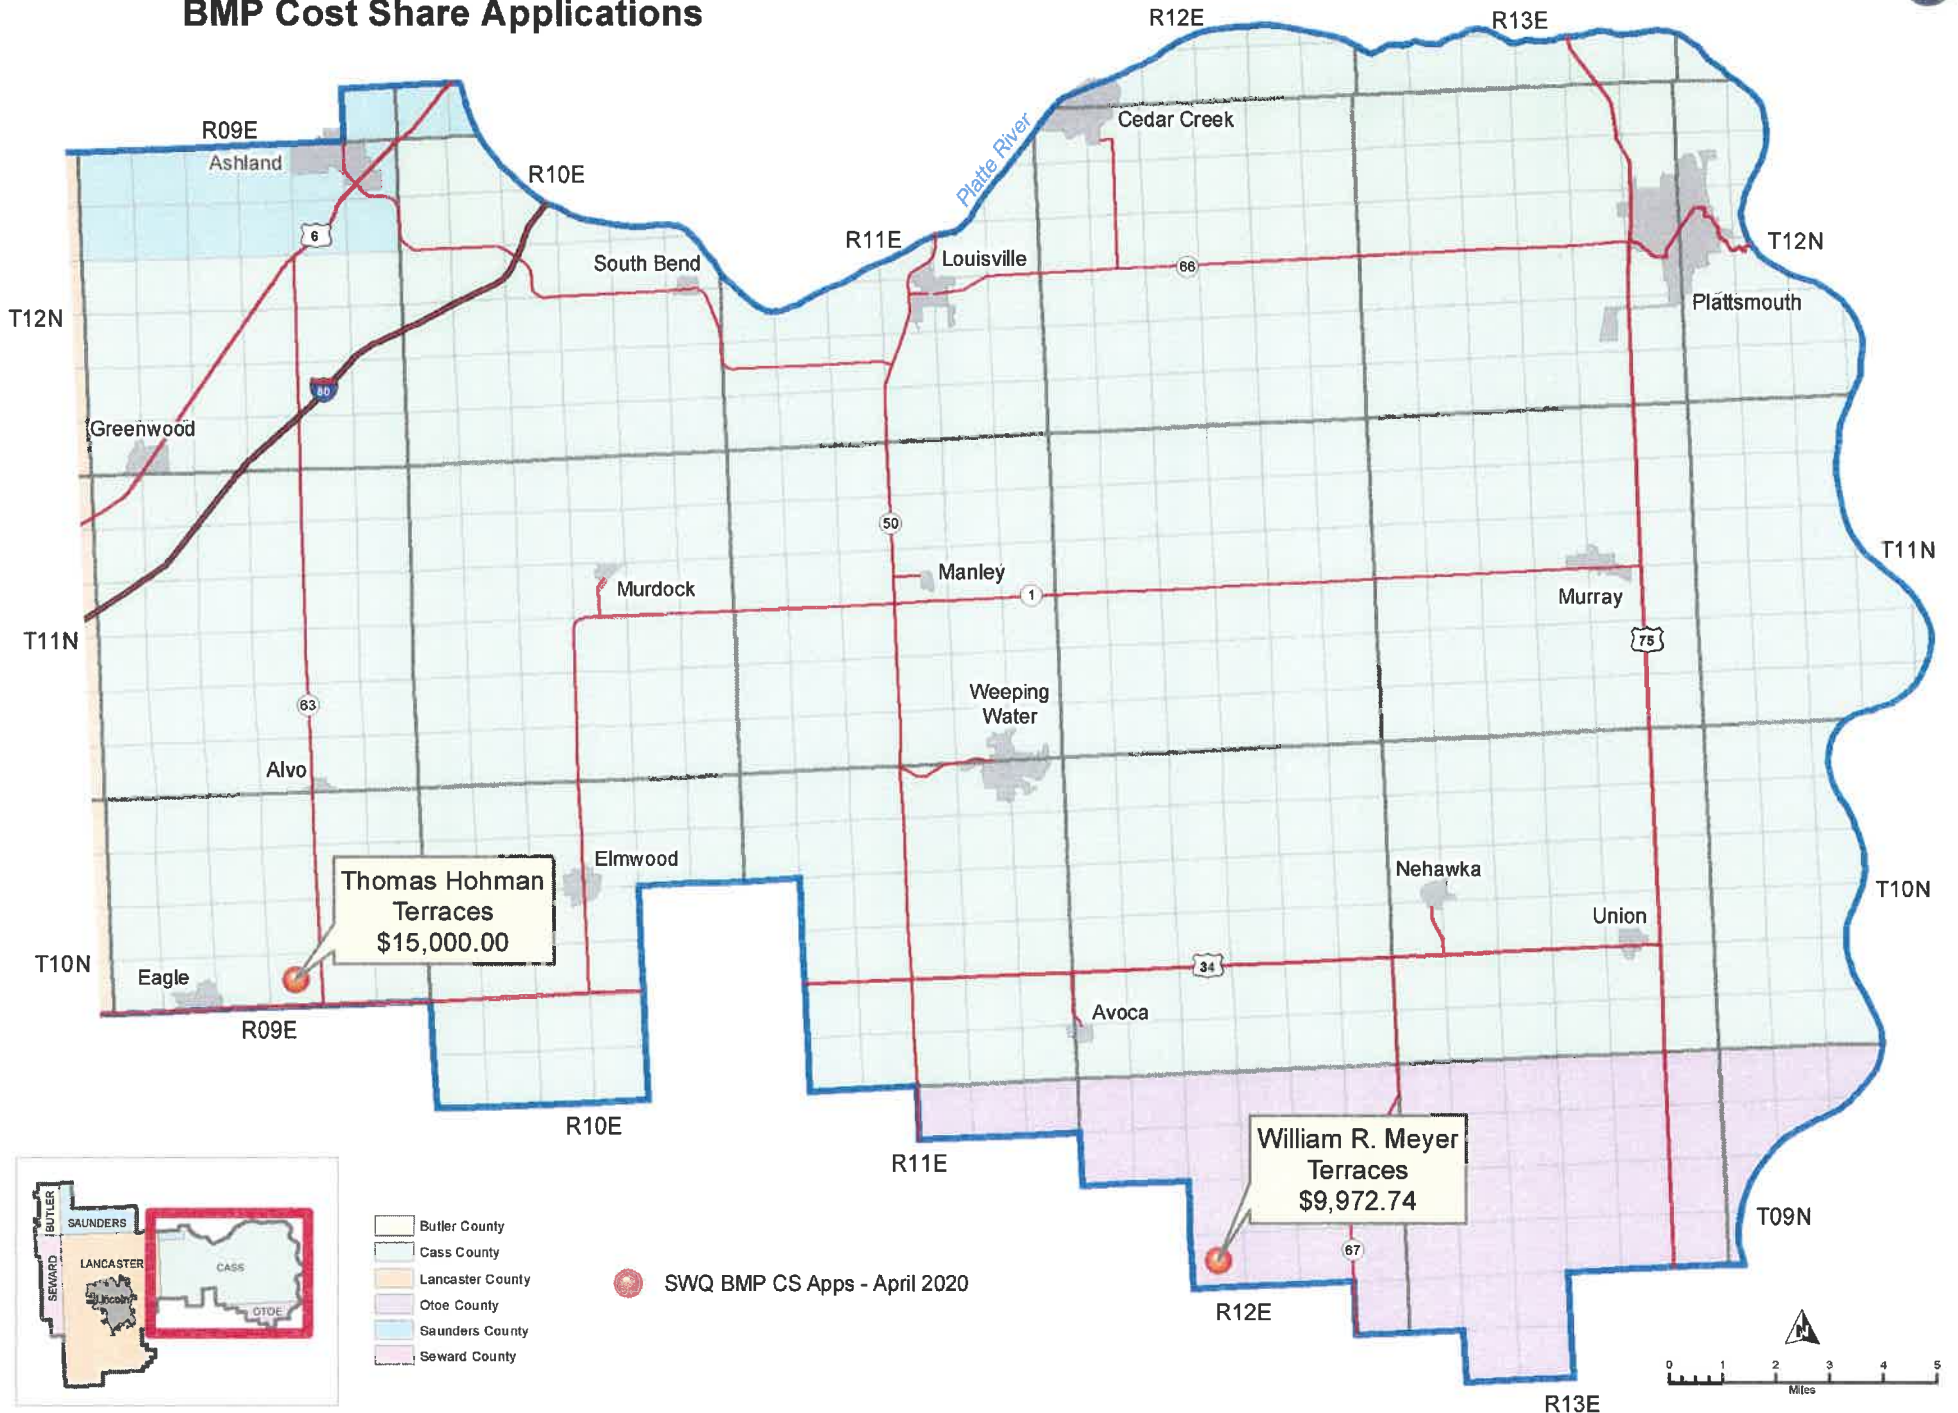 BMP Cost Share Applications
R12E
R13E
R09E
Ashland
R10E
Platte River
Cedar Creek
6
R11E
Louisville
South Bend
66
T12N
Plattsmouth
T12N
80
Greenwood
50
T11N
Murdock
Manley
1
Murray
T11N
75
63
Weeping
Water
Alvo
Thomas Hohman
Terraces
$15,000.00
Elmwood
Nehawka
T10N
Union
T10N
Eagle
34
R09E
Avoca
R10E
R11E
William R. Meyer
Terraces
$9,972.74
T09N
67
R12E
R13E
BUTLER
SAUNDERS
SEWARD
LANCASTER
Lincoln
CASS
OTOE
Butler County
Cass County
Lancaster County
Otoe County
Saunders County
Seward County
SWQ BMP CS Apps - April 2020
N
0 1 2 3 4 5
Miles